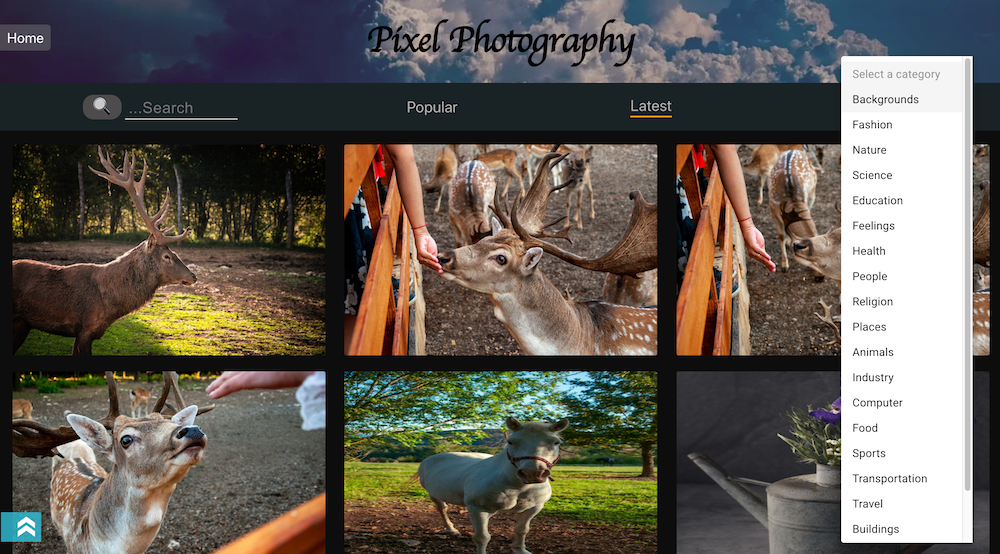 Home
Pixel Photography
...Search
Popular
Latest
Select a category
Backgrounds
Fashion
Nature
Science
Education
Feelings
Health
People
Religion
Places
Animals
Industry
Computer
Food
Sports
Transportation
Travel
Buildings